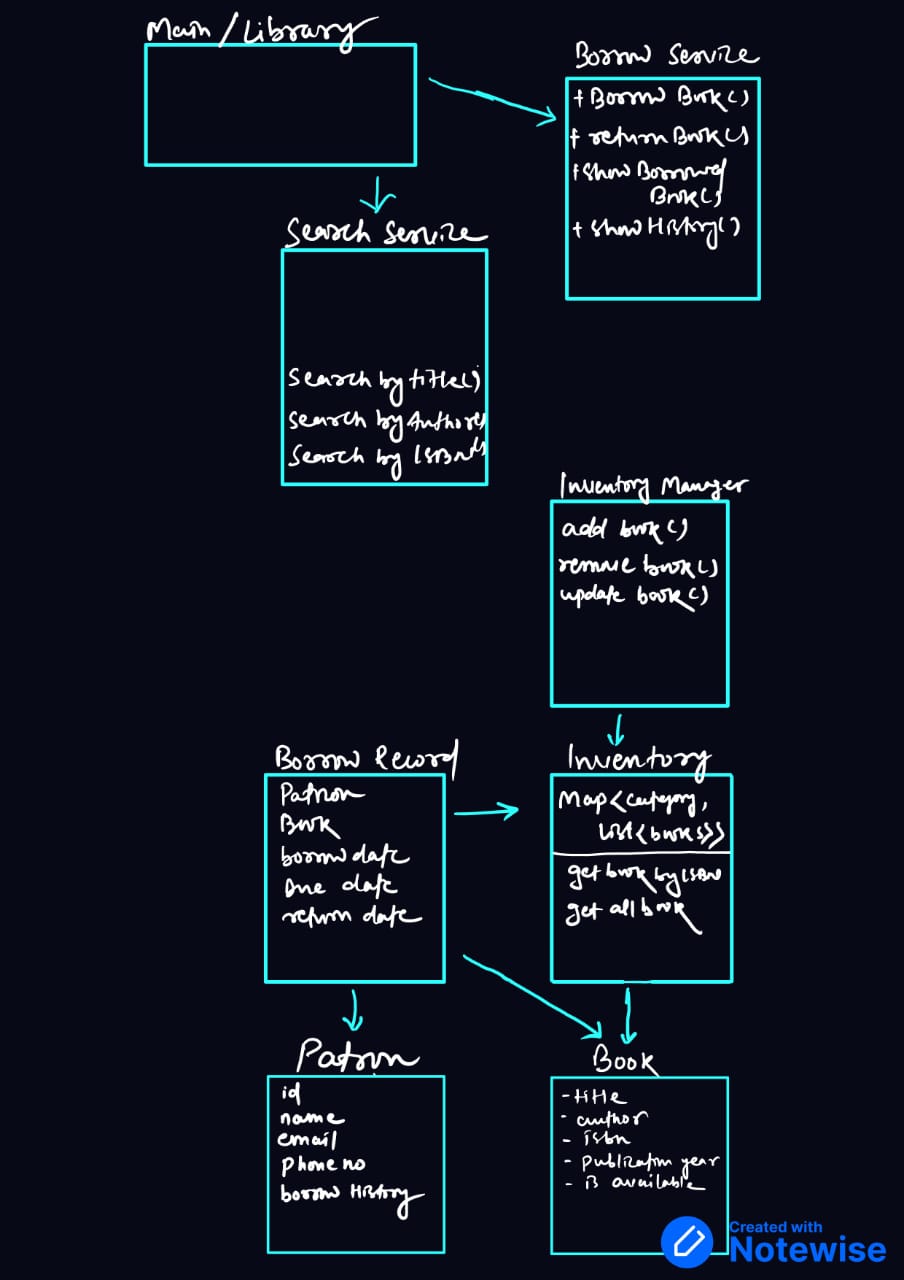 Main / Library
Borrow Service
+ Borrow Book()
+ return Book()
+ show Borrowed
Book()
+ show History()
Search Service
Search by title()
Search by Author()
Search by ISBN()
Inventory Manager
add book()
remove book()
update book()
Borrow Record
Patron
Book
borrow date
Due date
return date
Inventory
Map<category,
List<books>>
get book by ISBN
get all book
Patron
id
name
email
phone no
borrow History
Book
- title
- author
- isbn
- publication year
- is available
Created with
Notewise